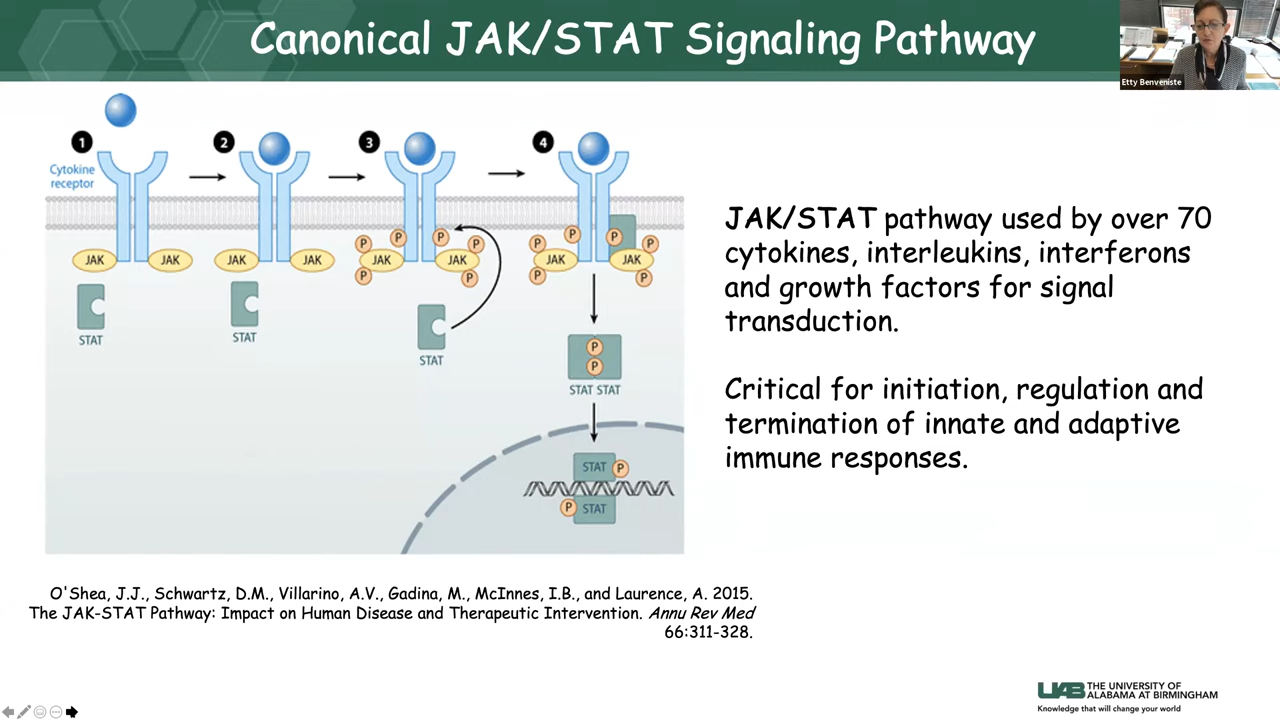 Canonical JAK/STAT Signaling Pathway
Etty Benveniste
1
2
3
4
Cytokine
receptor
P
P
P
P
P
P
P
P
P
P
P
P
JAK
JAK
JAK
JAK
JAK
JAK
JAK
JAK
STAT
STAT
STAT
P
P
STAT STAT
STAT
P
P
STAT
JAK/STAT pathway used by over 70
cytokines, interleukins, interferons
and growth factors for signal
transduction.
Critical for initiation, regulation and
termination of innate and adaptive
immune responses.
O'Shea, J.J., Schwartz, D.M., Villarino, A.V., Gadina, M., McInnes, I.B., and Laurence, A. 2015.
The JAK-STAT Pathway: Impact on Human Disease and Therapeutic Intervention. Annu Rev Med
66:311-328.
UAB
THE UNIVERSITY OF
ALABAMA AT BIRMINGHAM
Knowledge that will change your world